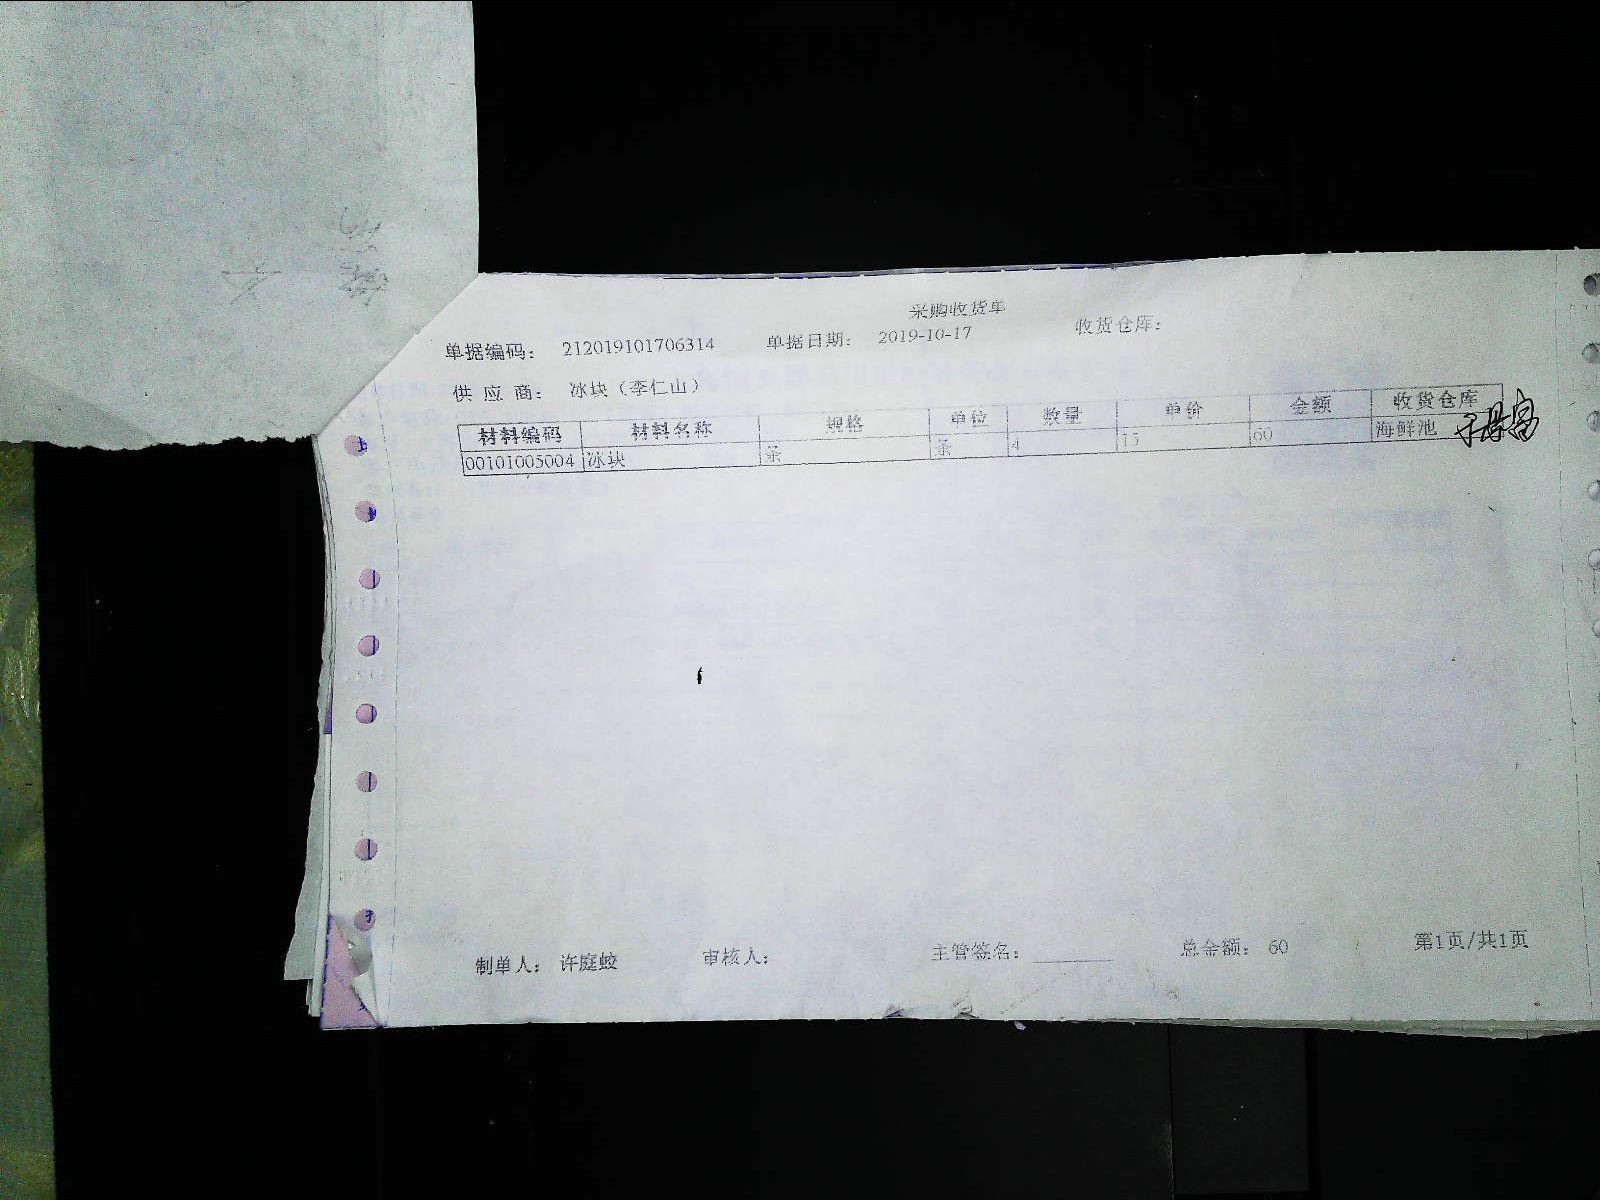 采购收货单
单据编码： 212019101706314 单据日期： 2019-10-17 收货仓库：
供 应 商： 冰块（李仁山）
材料编码 材料名称 规格 单位 数量 单价 金额 收货仓库
00101005004 冰块 条 条 4 15 60 海鲜池
制单人： 许庭蛟 审核人： 主管签名： 总金额： 60 第1页/共1页